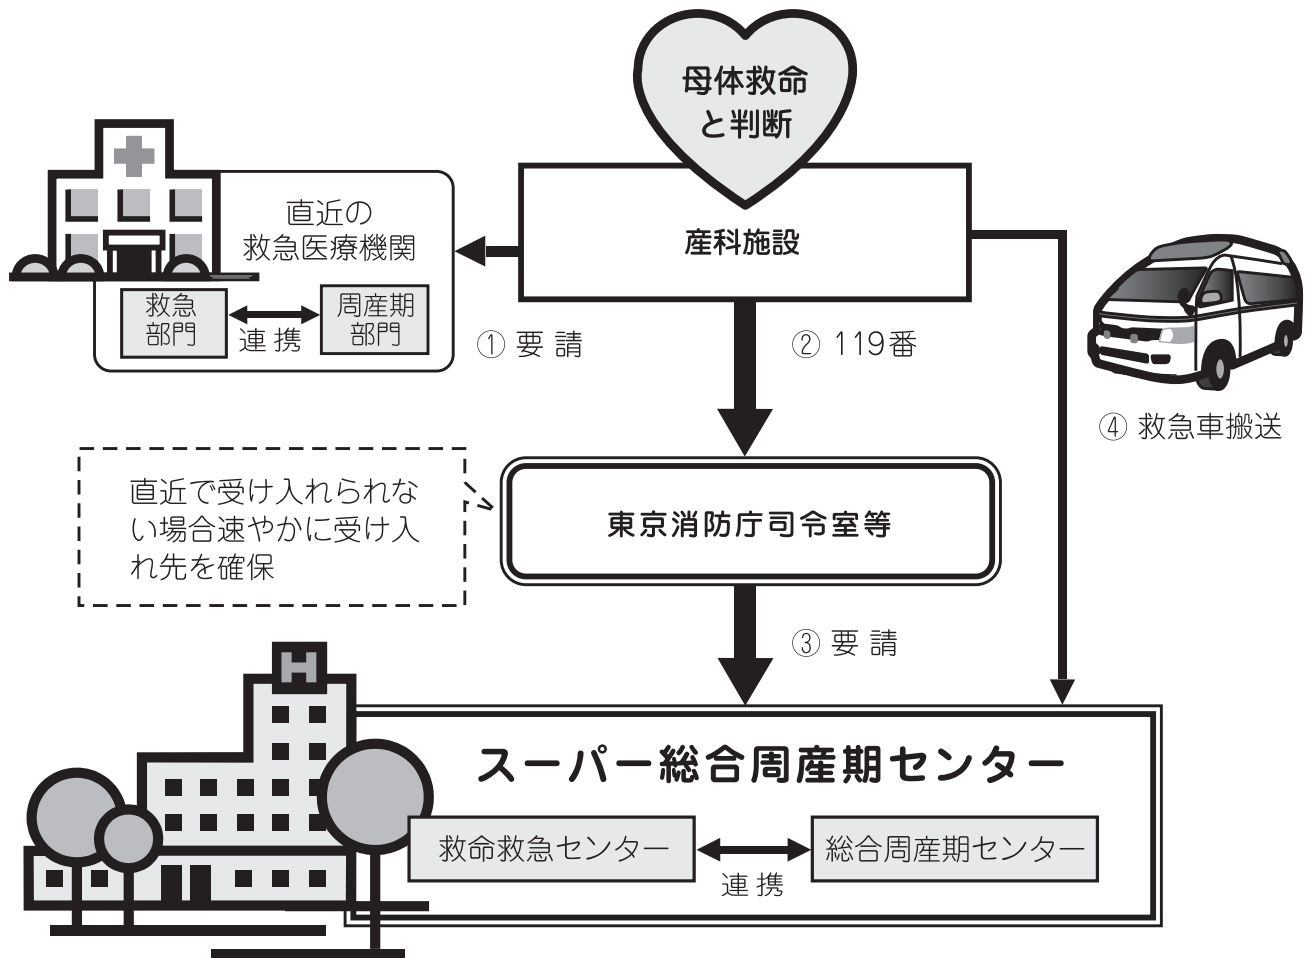 母体救命
と判断
産科施設
直近の
救急医療機関
救急
部門
連携
周産期
部門
① 要請
② 119番
④ 救急車搬送
直近で受け入れられな
い場合速やかに受け入
れ先を確保
東京消防庁司令室等
③ 要請
H
スーパー総合周産期センター
救命救急センター
連携
総合周産期センター